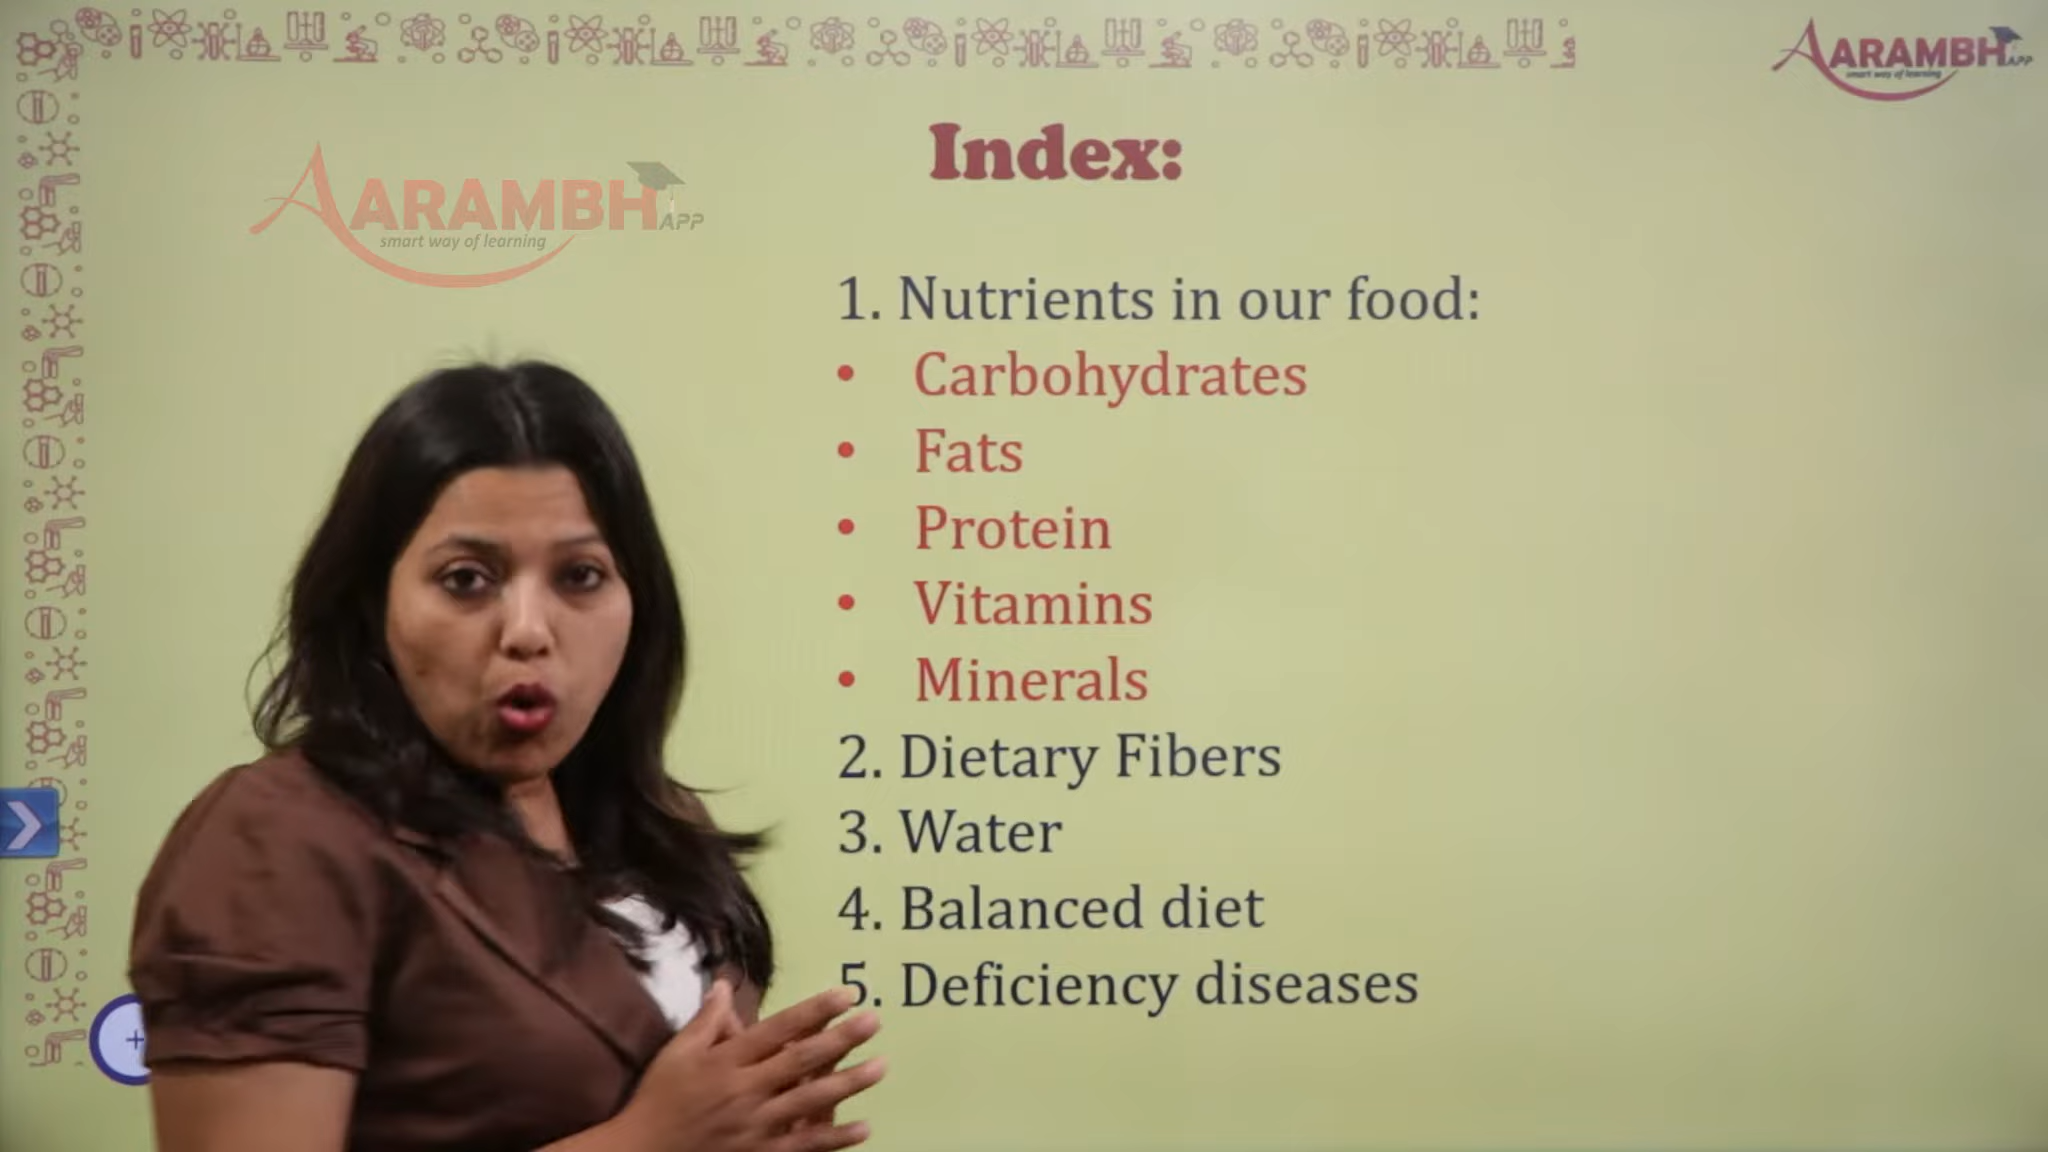 AARAMBH APP
smart way of learning
AARAMBH APP
smart way of learning
Index:
1. Nutrients in our food:
• Carbohydrates
• Fats
• Protein
• Vitamins
• Minerals
2. Dietary Fibers
3. Water
4. Balanced diet
5. Deficiency diseases